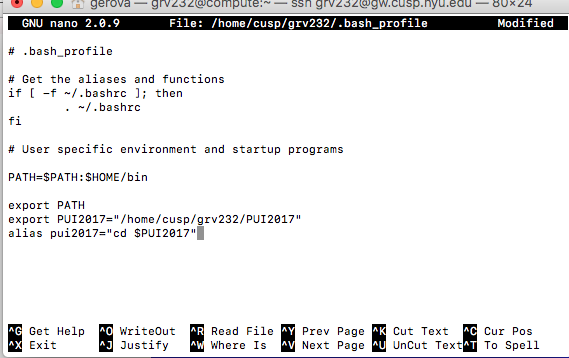 gerova — grv232@compute:~ — ssh grv232@gw.cusp.nyu.edu — 80×24
GNU nano 2.0.9 File: /home/cusp/grv232/.bash_profile Modified
# .bash_profile
# Get the aliases and functions
if [ -f ~/.bashrc ]; then
. ~/.bashrc
fi
# User specific environment and startup programs
PATH=$PATH:$HOME/bin
export PATH
export PUI2017="/home/cusp/grv232/PUI2017"
alias pui2017="cd $PUI2017"
^G Get Help ^O WriteOut ^R Read File ^Y Prev Page ^K Cut Text ^C Cur Pos
^X Exit ^J Justify ^W Where Is ^V Next Page ^U UnCut Text ^T To Spell